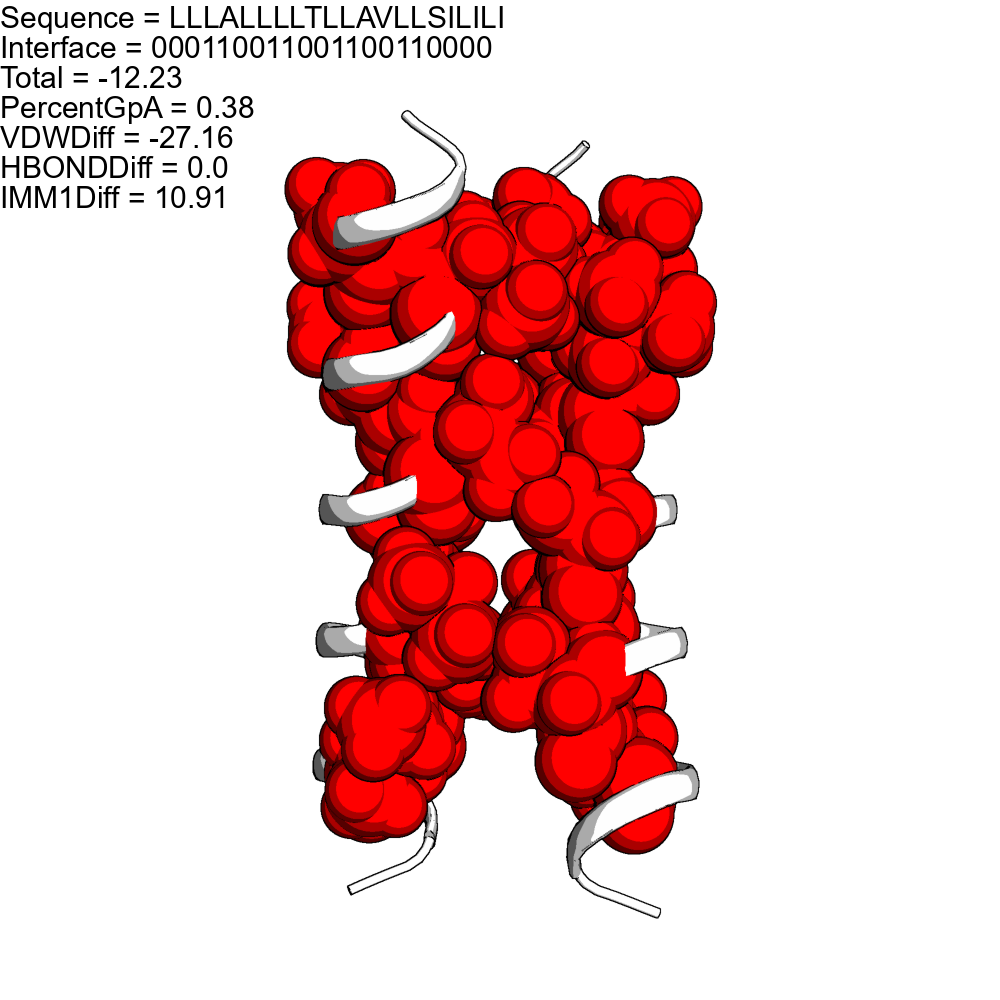 Sequence = LLLALLLLTLLAVLLSILILI
Interface = 000110011001100110000
Total = -12.23
PercentGpA = 0.38
VDWDiff = -27.16
HBONDDiff = 0.0
IMM1Diff = 10.91